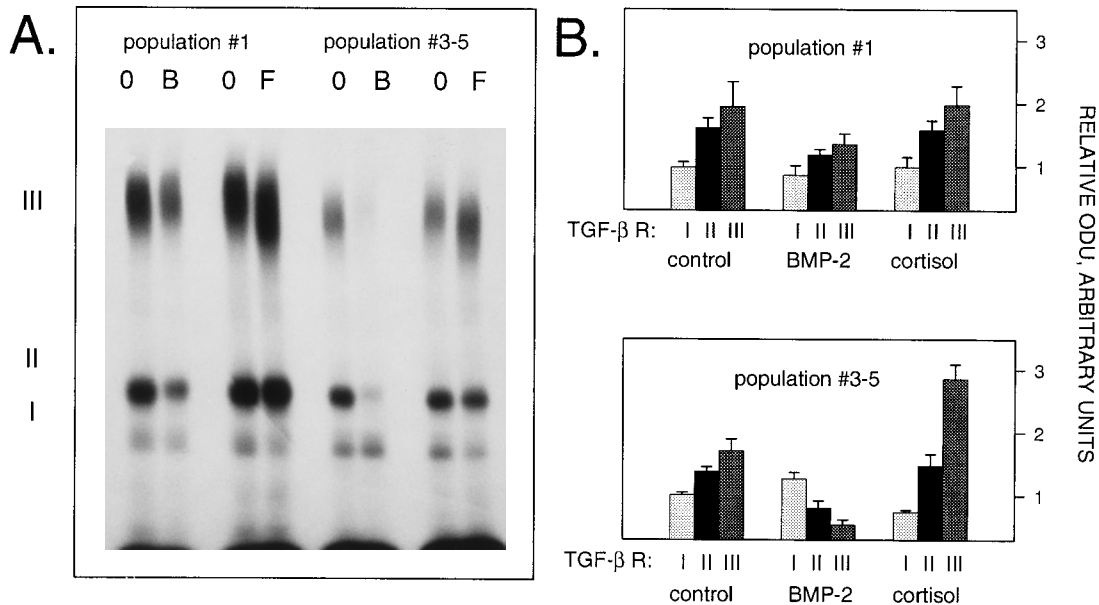 A.
population #1 population #3-5
0 B 0 F 0 B 0 F
III
II
I
B.
population #1
3
2
1
TGF-β R: I II III I II III I II III
control BMP-2 cortisol
population #3-5
3
2
1
TGF-β R: I II III I II III I II III
control BMP-2 cortisol
RELATIVE ODU, ARBITRARY UNITS